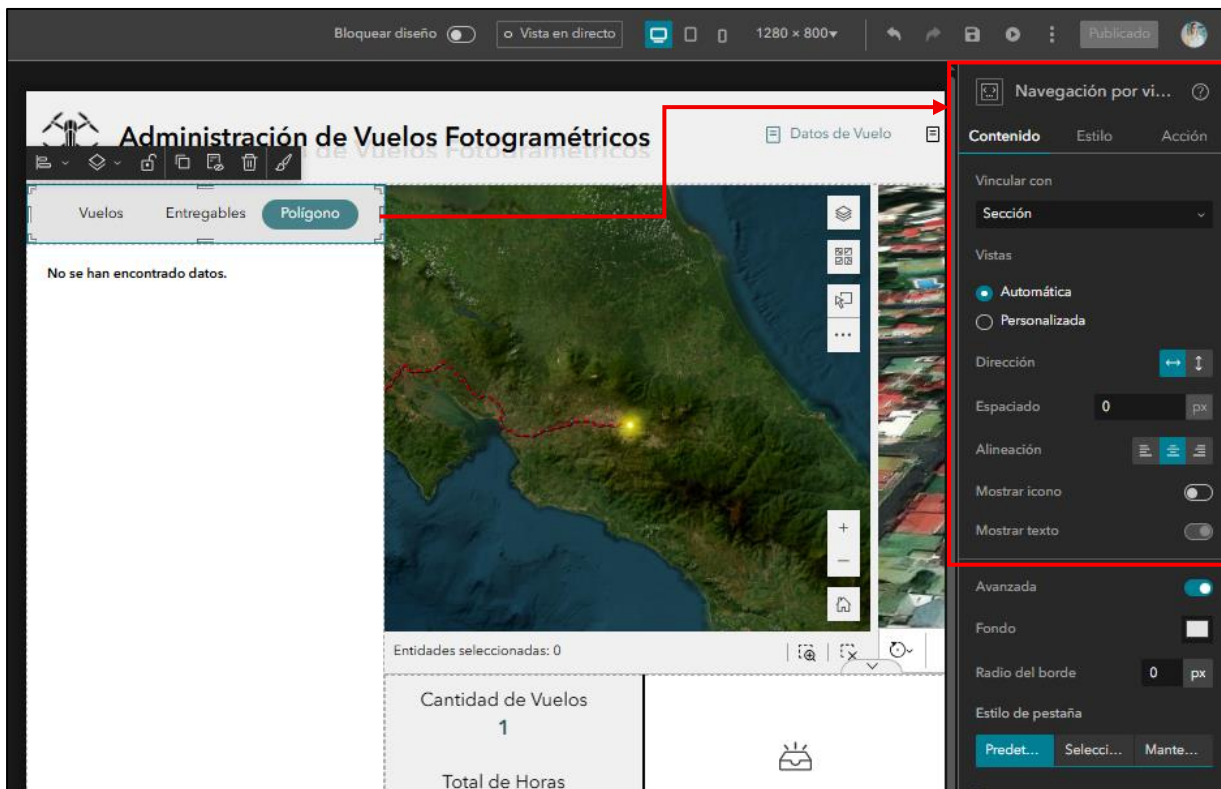 Bloquear diseño
Vista en directo
1280 × 800
Publicado
Administración de Vuelos Fotogramétricos
Datos de Vuelo
Vuelos
Entregables
Polígono
No se han encontrado datos.
Entidades seleccionadas: 0
Cantidad de Vuelos
1
Total de Horas
Navegación por vi...
Contenido
Estilo
Acción
Vincular con
Sección
Vistas
Automática
Personalizada
Dirección
Espaciado
0
px
Alineación
Mostrar icono
Mostrar texto
Avanzada
Fondo
Radio del borde
0
px
Estilo de pestaña
Predet...
Selecci...
Mante...